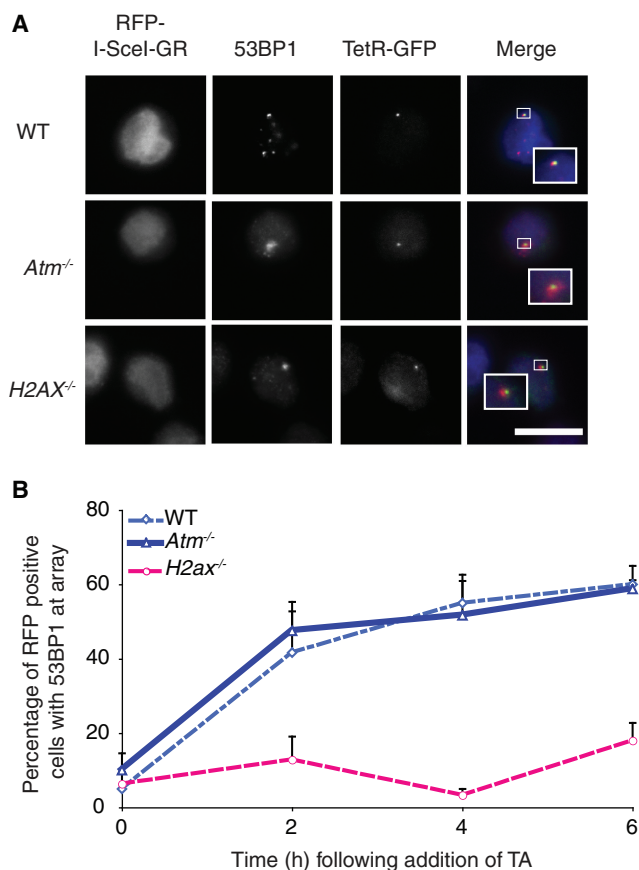 A
RFP-
I-SceI-GR
53BP1
TetR-GFP
Merge
WT
Atm-/-
H2AX-/-
B
WT
Atm-/-
H2ax-/-
Percentage of RFP positive
cells with 53BP1 at array
80
60
40
20
0
0
2
4
6
Time (h) following addition of TA